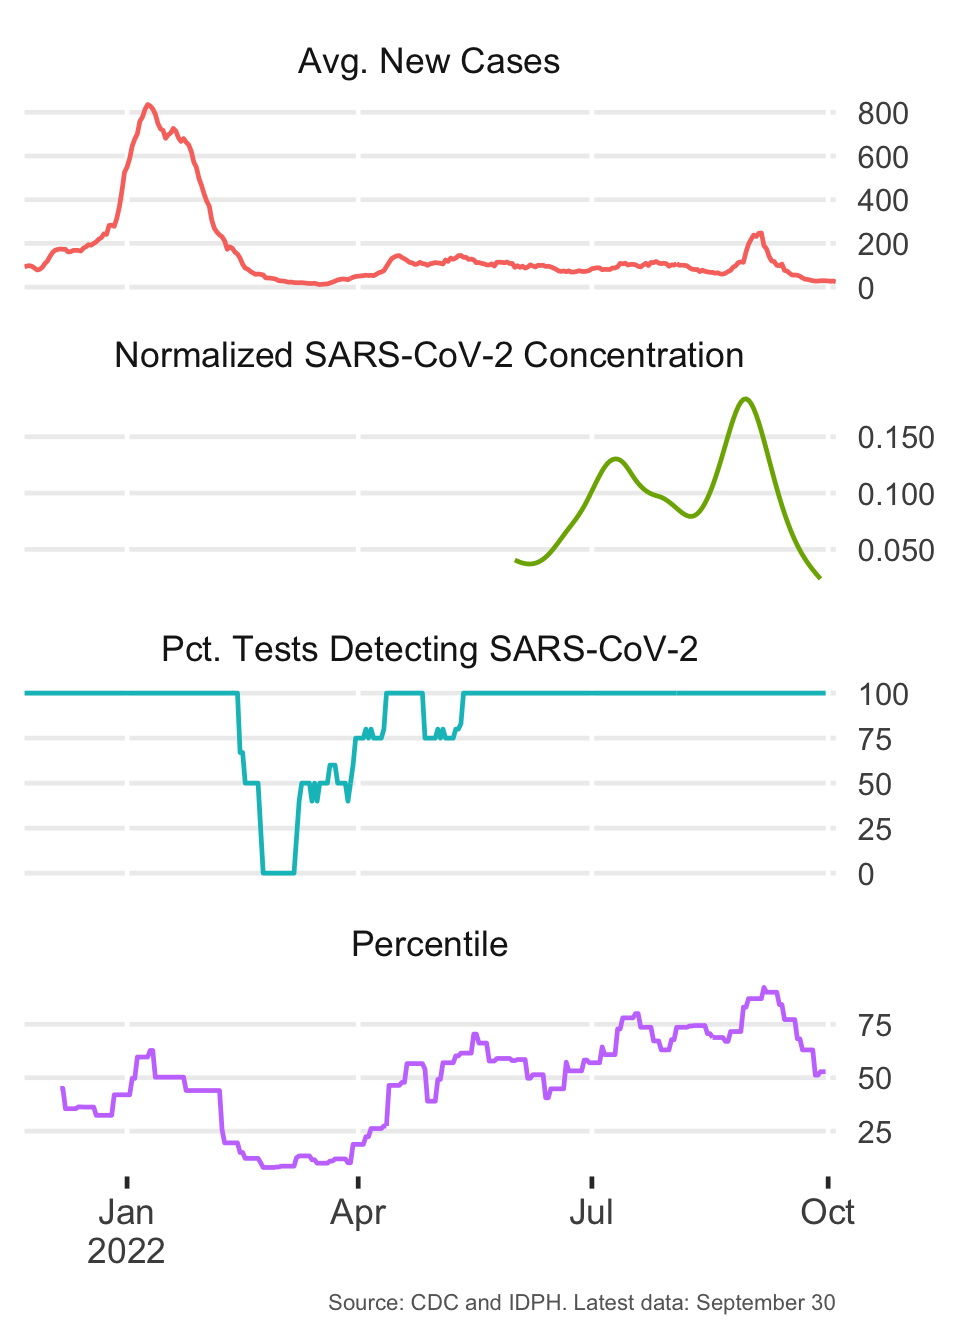 Avg. New Cases
800
600
400
200
0
Normalized SARS-CoV-2 Concentration
0.150
0.100
0.050
Pct. Tests Detecting SARS-CoV-2
100
75
50
25
0
Percentile
75
50
25
Jan Apr Jul Oct
2022
Source: CDC and IDPH. Latest data: September 30